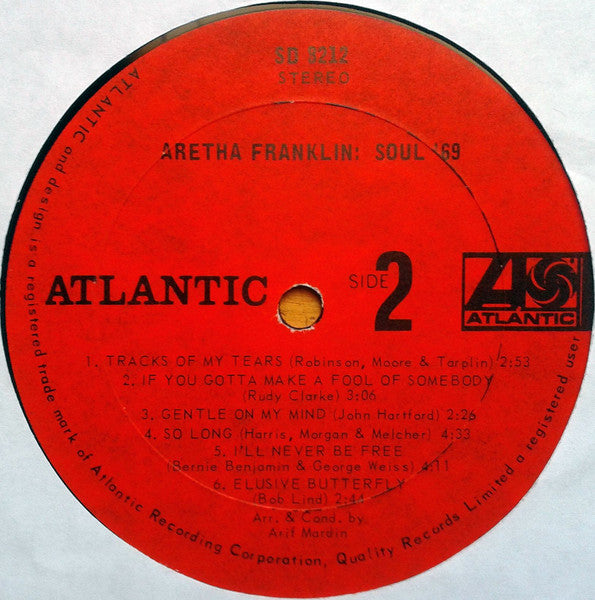 SD 8212
STEREO
ARETHA FRANKLIN: SOUL '69
ATLANTIC
SIDE 2
ATLANTIC
1. TRACKS OF MY TEARS (Robinson, Moore & Tarplin) 2:53
2. IF YOU GOTTA MAKE A FOOL OF SOMEBODY
(Rudy Clarke) 3:06
3. GENTLE ON MY MIND (John Hartford) 2:26
4. SO LONG (Harris, Morgan & Melcher) 4:33
5. I'LL NEVER BE FREE
(Bernie Benjamin & George Weiss) 4:11
6. ELUSIVE BUTTERFLY
(Bob Lind) 2:44
Arr. & Cond. by
Arif Mardin
ATLANTIC and design is a registered trade mark of Atlantic Recording Corporation, Quality Records Limited a registered user